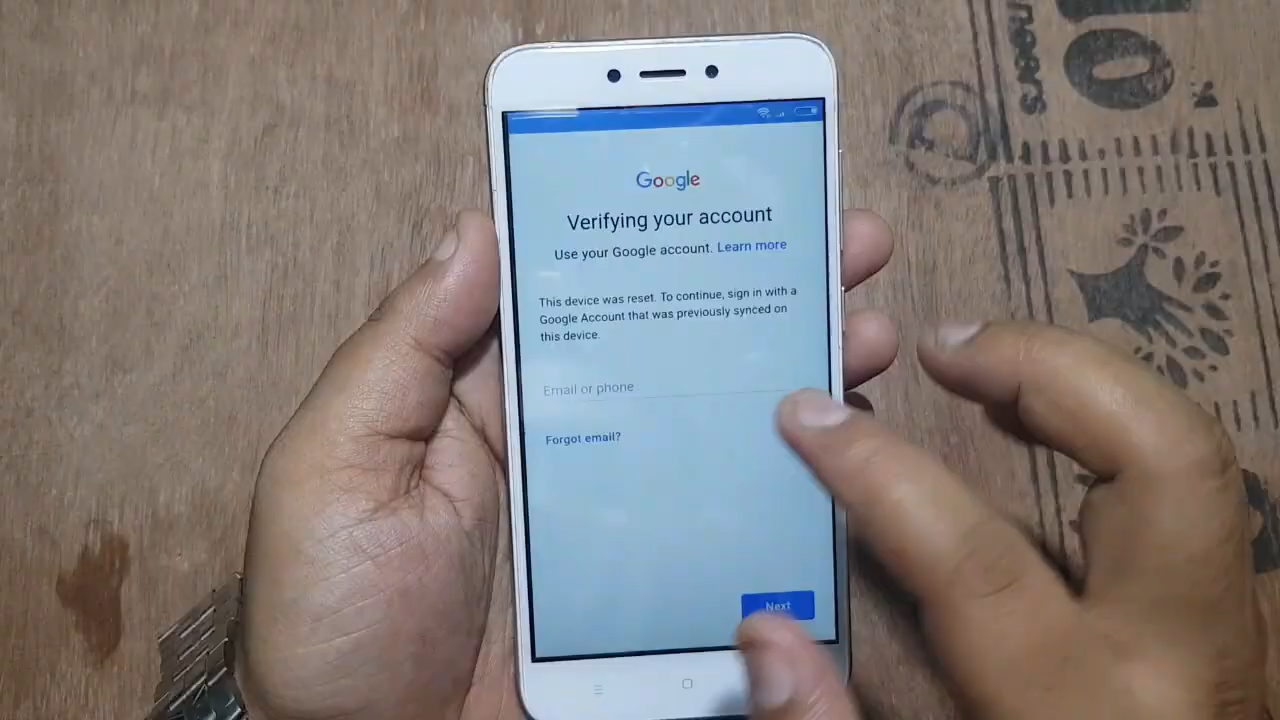 Google
Verifying your account
Use your Google account. Learn more
This device was reset. To continue, sign in with a
Google Account that was previously synced on
this device.
Email or phone
Forgot email?
Next